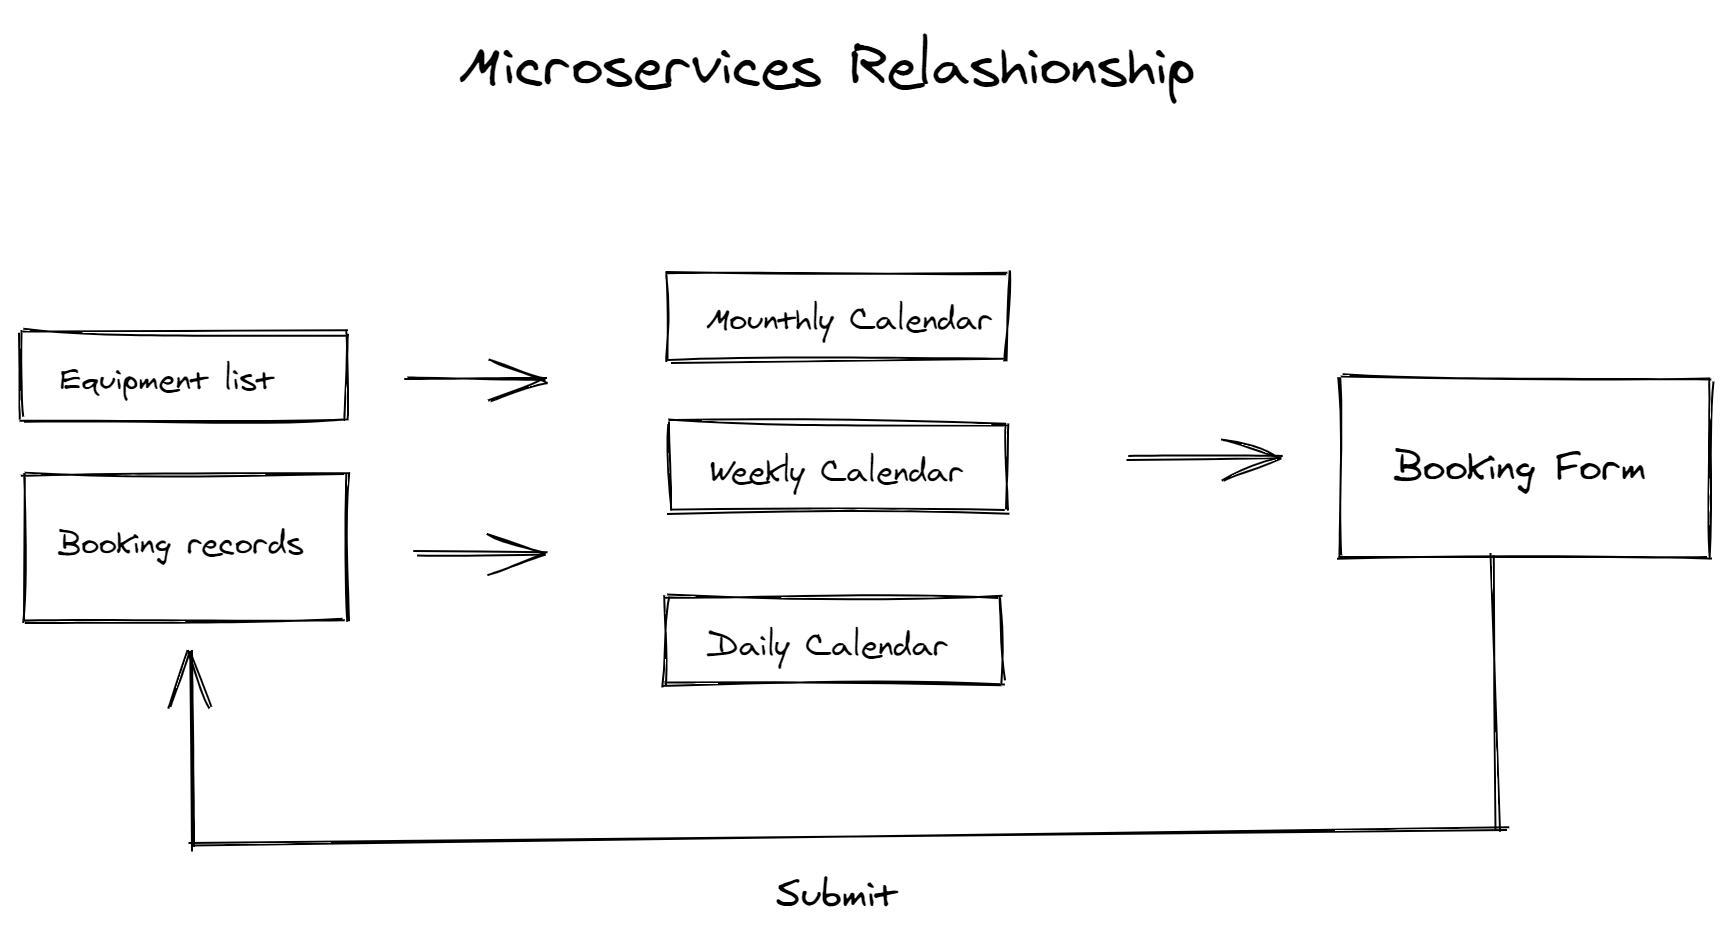 Microservices Relashionship
Mounthly Calendar
Equipment list
Weekly Calendar
Booking Form
Booking records
Daily Calendar
Submit